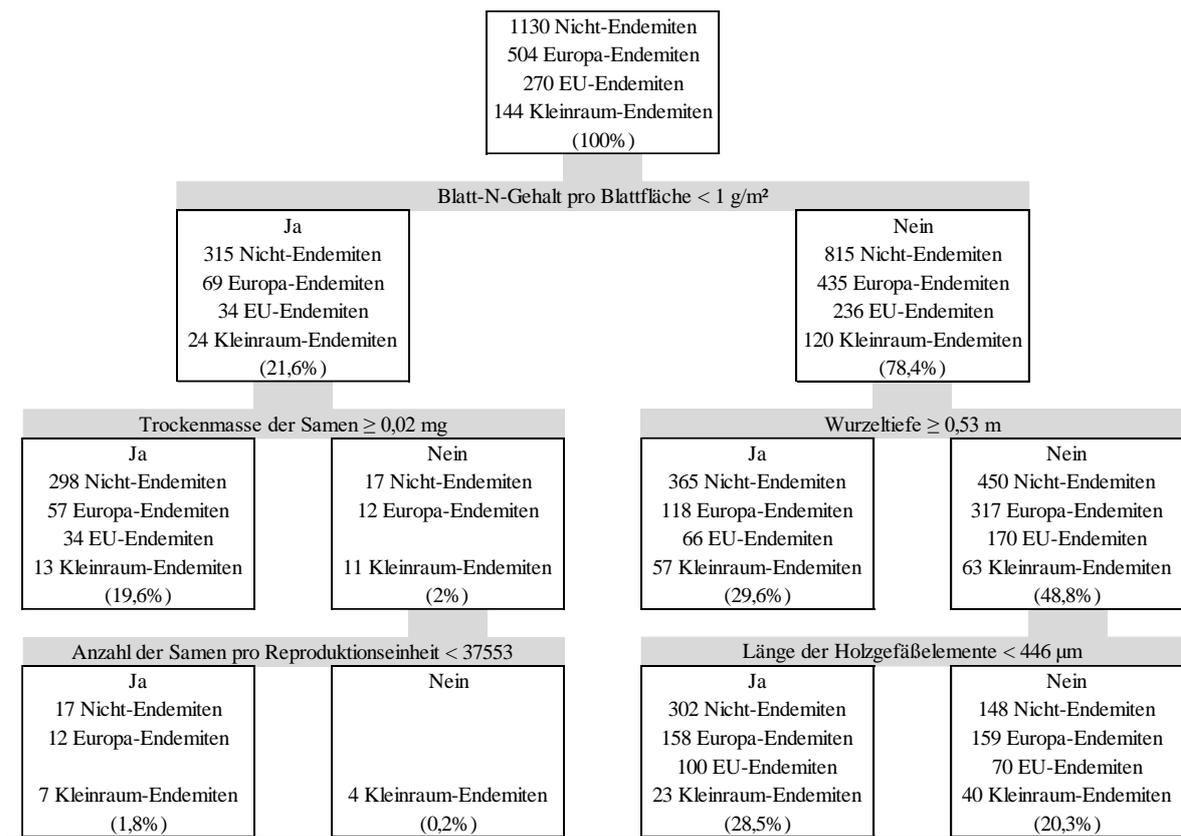 1130 Nicht-Endemiten
504 Europa-Endemiten
270 EU-Endemiten
144 Kleinraum-Endemiten
(100%)
Blatt-N-Gehalt pro Blattfläche < 1 g/m²
Ja
315 Nicht-Endemiten
69 Europa-Endemiten
34 EU-Endemiten
24 Kleinraum-Endemiten
(21,6%)
Nein
815 Nicht-Endemiten
435 Europa-Endemiten
236 EU-Endemiten
120 Kleinraum-Endemiten
(78,4%)
Trockenmasse der Samen ≥ 0,02 mg
Ja
298 Nicht-Endemiten
57 Europa-Endemiten
34 EU-Endemiten
13 Kleinraum-Endemiten
(19,6%)
Nein
17 Nicht-Endemiten
12 Europa-Endemiten
11 Kleinraum-Endemiten
(2%)
Wurzeltiefe ≥ 0,53 m
Ja
365 Nicht-Endemiten
118 Europa-Endemiten
66 EU-Endemiten
57 Kleinraum-Endemiten
(29,6%)
Nein
450 Nicht-Endemiten
317 Europa-Endemiten
170 EU-Endemiten
63 Kleinraum-Endemiten
(48,8%)
Anzahl der Samen pro Reproduktionseinheit < 37553
Ja
17 Nicht-Endemiten
12 Europa-Endemiten
7 Kleinraum-Endemiten
(1,8%)
Nein
4 Kleinraum-Endemiten
(0,2%)
Länge der Holzgefäßelemente < 446 µm
Ja
302 Nicht-Endemiten
158 Europa-Endemiten
100 EU-Endemiten
23 Kleinraum-Endemiten
(28,5%)
Nein
148 Nicht-Endemiten
159 Europa-Endemiten
70 EU-Endemiten
40 Kleinraum-Endemiten
(20,3%)